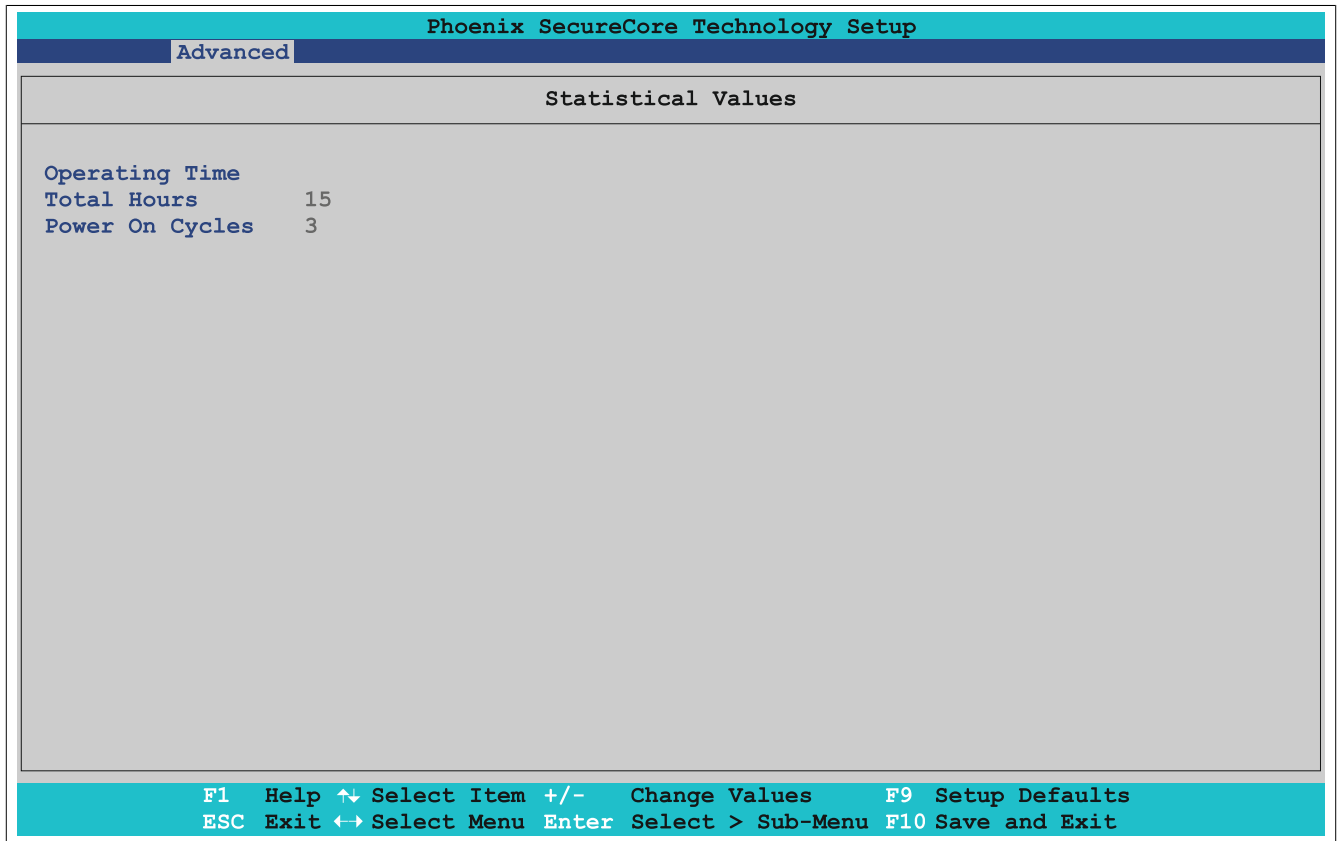 Phoenix SecureCore Technology Setup
Advanced
Statistical Values
Operating Time
Total Hours 15
Power On Cycles 3
F1 Help ↑↓ Select Item +/- Change Values F9 Setup Defaults
ESC Exit ↔ Select Menu Enter Select > Sub-Menu F10 Save and Exit